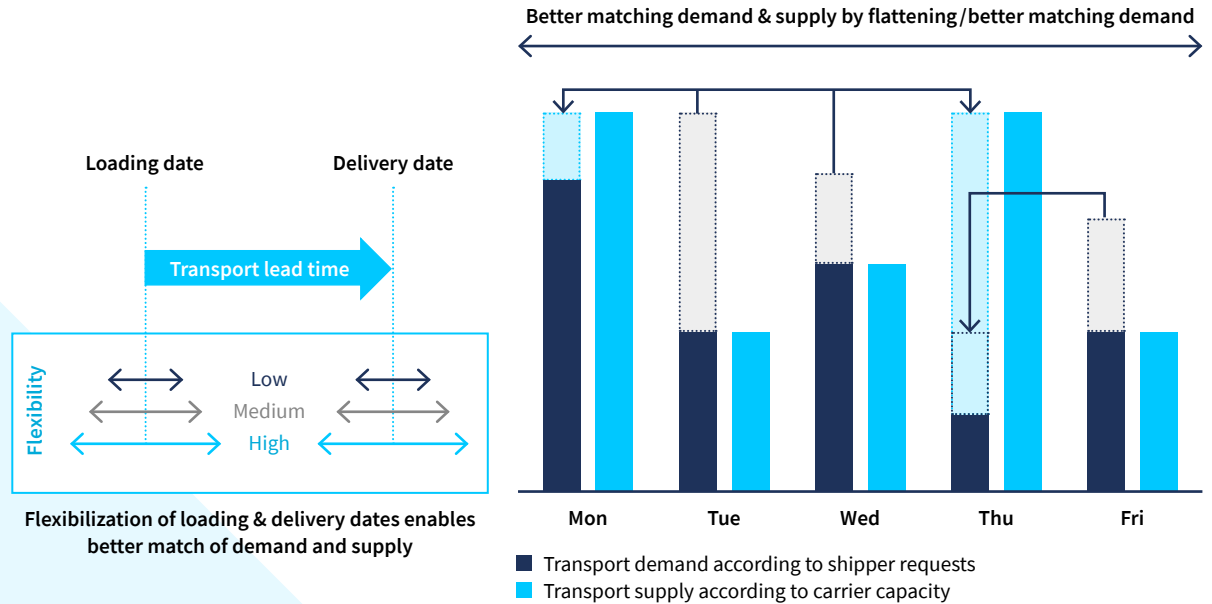 Better matching demand & supply by flattening/better matching demand
Loading date
Delivery date
Transport lead time
Flexibility
Low
Medium
High
Flexibilization of loading & delivery dates enables
better match of demand and supply
Mon
Tue
Wed
Thu
Fri
Transport demand according to shipper requests
Transport supply according to carrier capacity